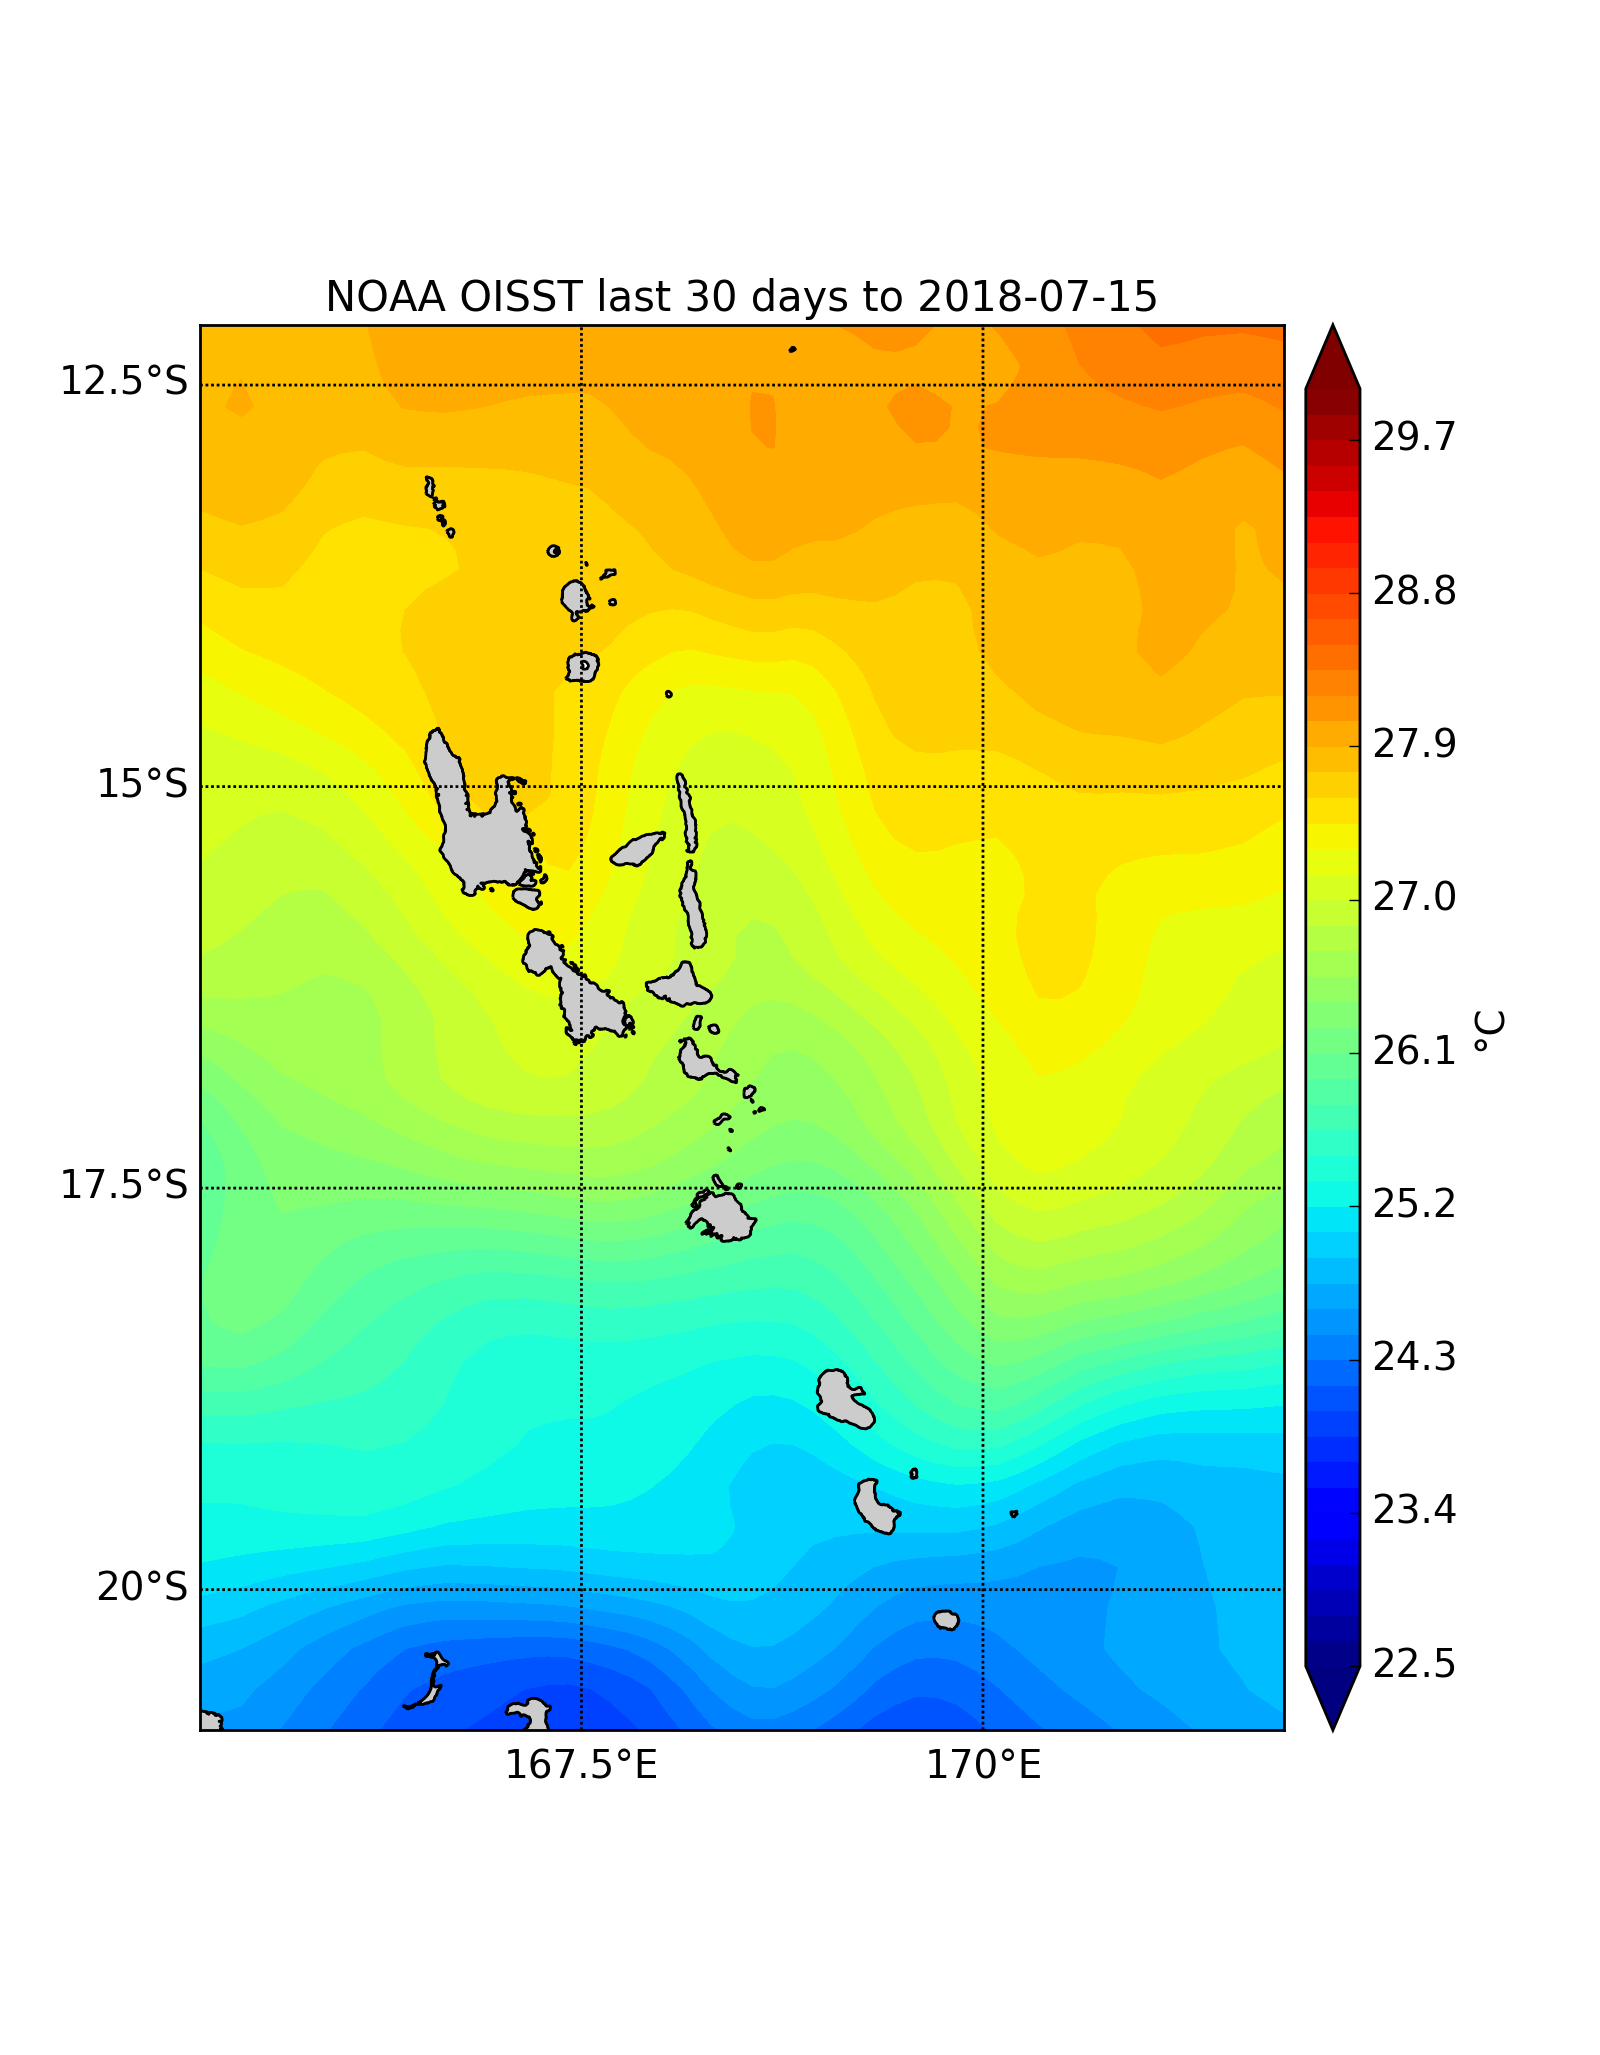 NOAA OISST last 30 days to 2018-07-15
12.5°S
15°S
17.5°S
20°S
167.5°E
170°E
29.7
28.8
27.9
27.0
26.1
25.2
24.3
23.4
22.5
°C